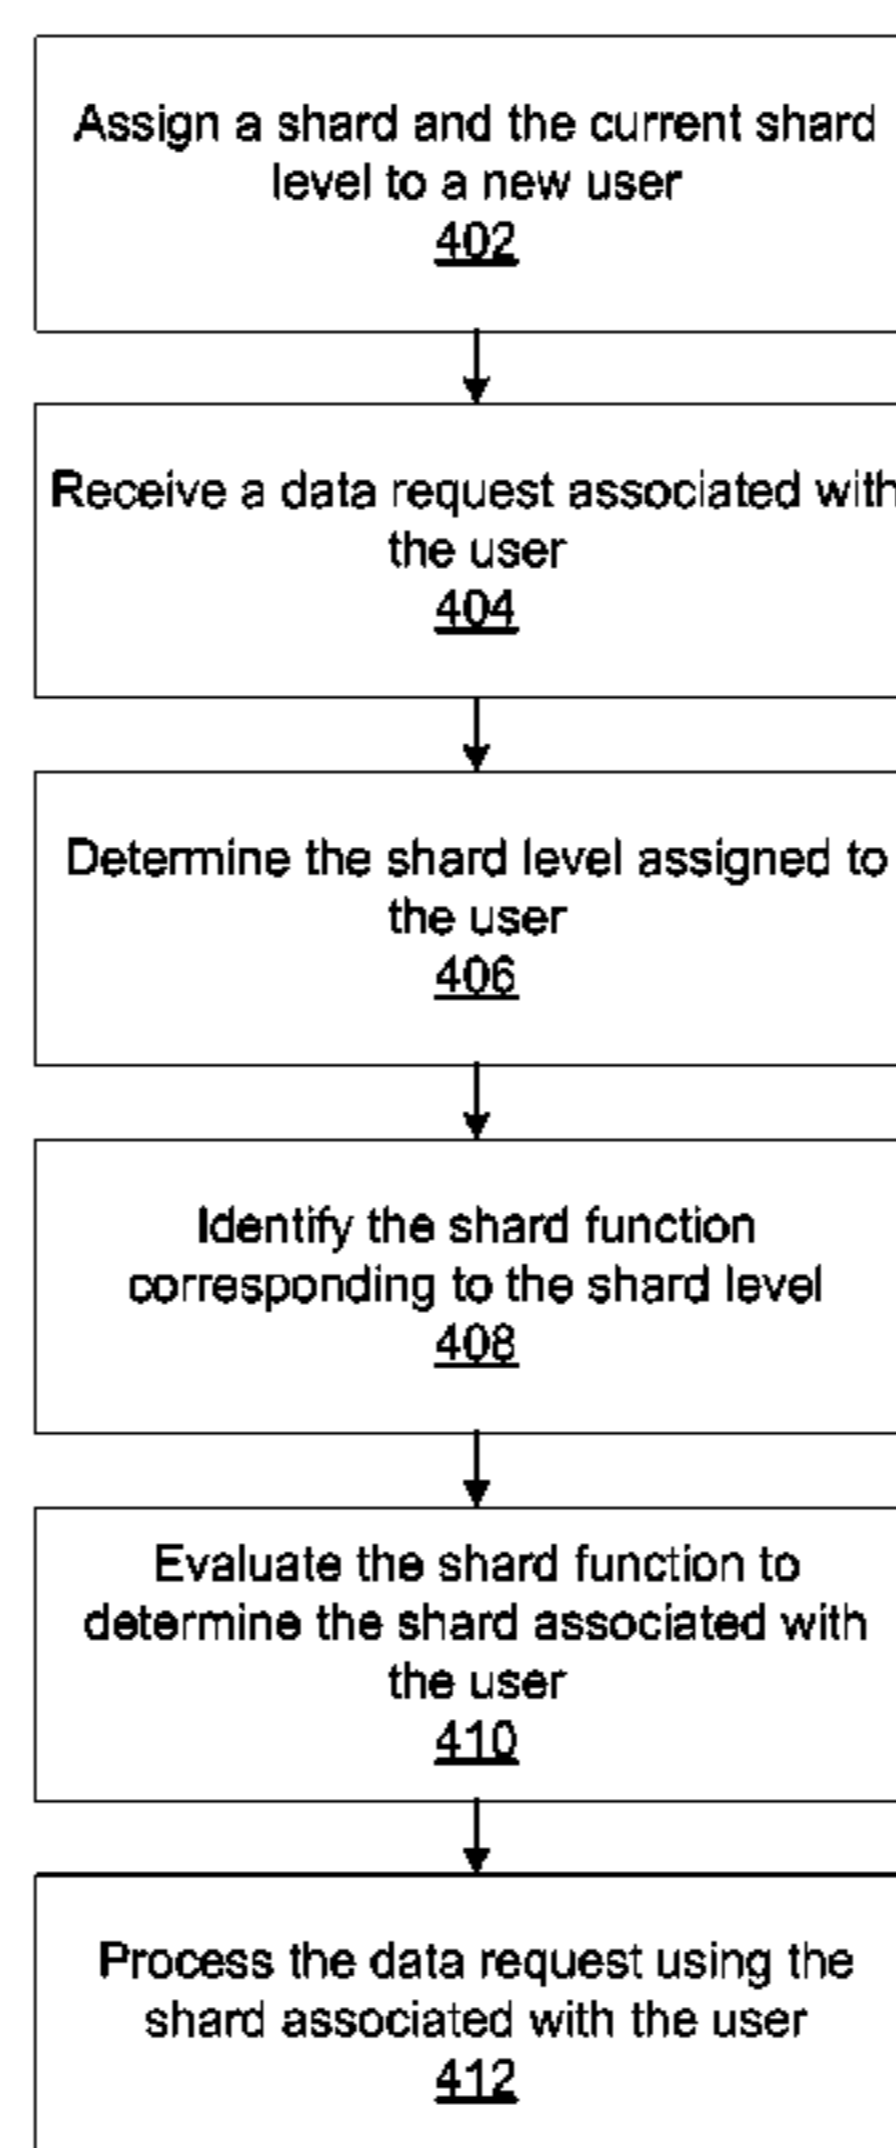 Assign a shard and the current shard
level to a new user
402
Receive a data request associated with
the user
404
Determine the shard level assigned to
the user
406
Identify the shard function
corresponding to the shard level
408
Evaluate the shard function to
determine the shard associated with
the user
410
Process the data request using the
shard associated with the user
412